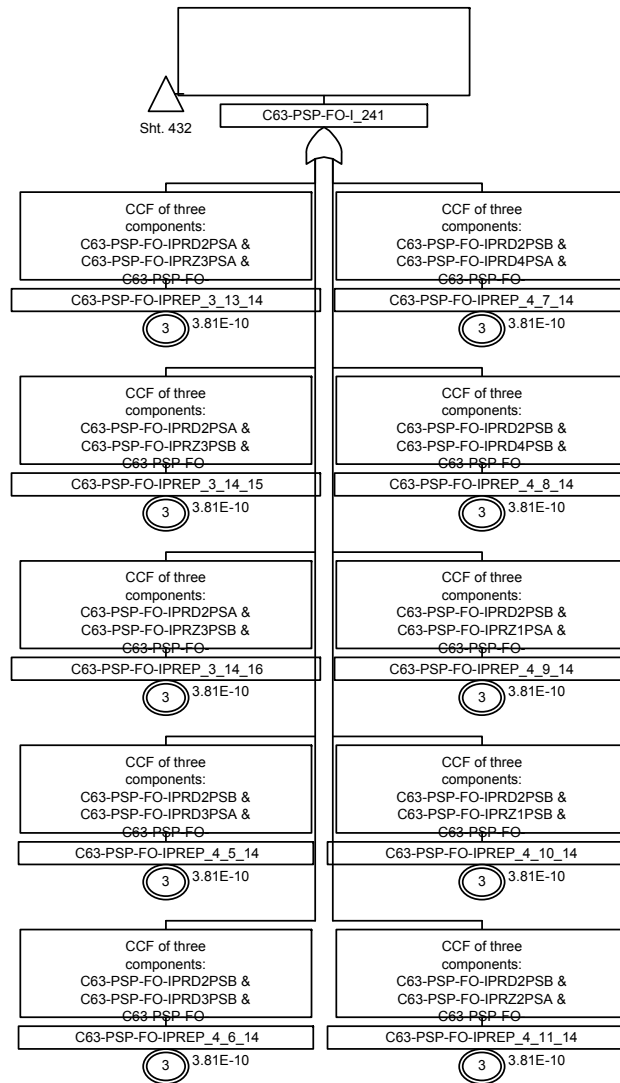 Sht. 432
C63-PSP-FO-I_241
CCF of three
components:
C63-PSP-FO-IPRD2PSA &
C63-PSP-FO-IPRZ3PSA &
C63-PSP-FO-
C63-PSP-FO-IPREP_3_13_14
3
3.81E-10
CCF of three
components:
C63-PSP-FO-IPRD2PSB &
C63-PSP-FO-IPRD4PSA &
C63-PSP-FO-
C63-PSP-FO-IPREP_4_7_14
3
3.81E-10
CCF of three
components:
C63-PSP-FO-IPRD2PSA &
C63-PSP-FO-IPRZ3PSB &
C63-PSP-FO-
C63-PSP-FO-IPREP_3_14_15
3
3.81E-10
CCF of three
components:
C63-PSP-FO-IPRD2PSB &
C63-PSP-FO-IPRD4PSB &
C63-PSP-FO-
C63-PSP-FO-IPREP_4_8_14
3
3.81E-10
CCF of three
components:
C63-PSP-FO-IPRD2PSA &
C63-PSP-FO-IPRZ3PSB &
C63-PSP-FO-
C63-PSP-FO-IPREP_3_14_16
3
3.81E-10
CCF of three
components:
C63-PSP-FO-IPRD2PSB &
C63-PSP-FO-IPRZ1PSA &
C63-PSP-FO-
C63-PSP-FO-IPREP_4_9_14
3
3.81E-10
CCF of three
components:
C63-PSP-FO-IPRD2PSB &
C63-PSP-FO-IPRD3PSA &
C63-PSP-FO-
C63-PSP-FO-IPREP_4_5_14
3
3.81E-10
CCF of three
components:
C63-PSP-FO-IPRD2PSB &
C63-PSP-FO-IPRZ1PSB &
C63-PSP-FO-
C63-PSP-FO-IPREP_4_10_14
3
3.81E-10
CCF of three
components:
C63-PSP-FO-IPRD2PSB &
C63-PSP-FO-IPRD3PSB &
C63-PSP-FO-
C63-PSP-FO-IPREP_4_6_14
3
3.81E-10
CCF of three
components:
C63-PSP-FO-IPRD2PSB &
C63-PSP-FO-IPRZ2PSA &
C63-PSP-FO-
C63-PSP-FO-IPREP_4_11_14
3
3.81E-10